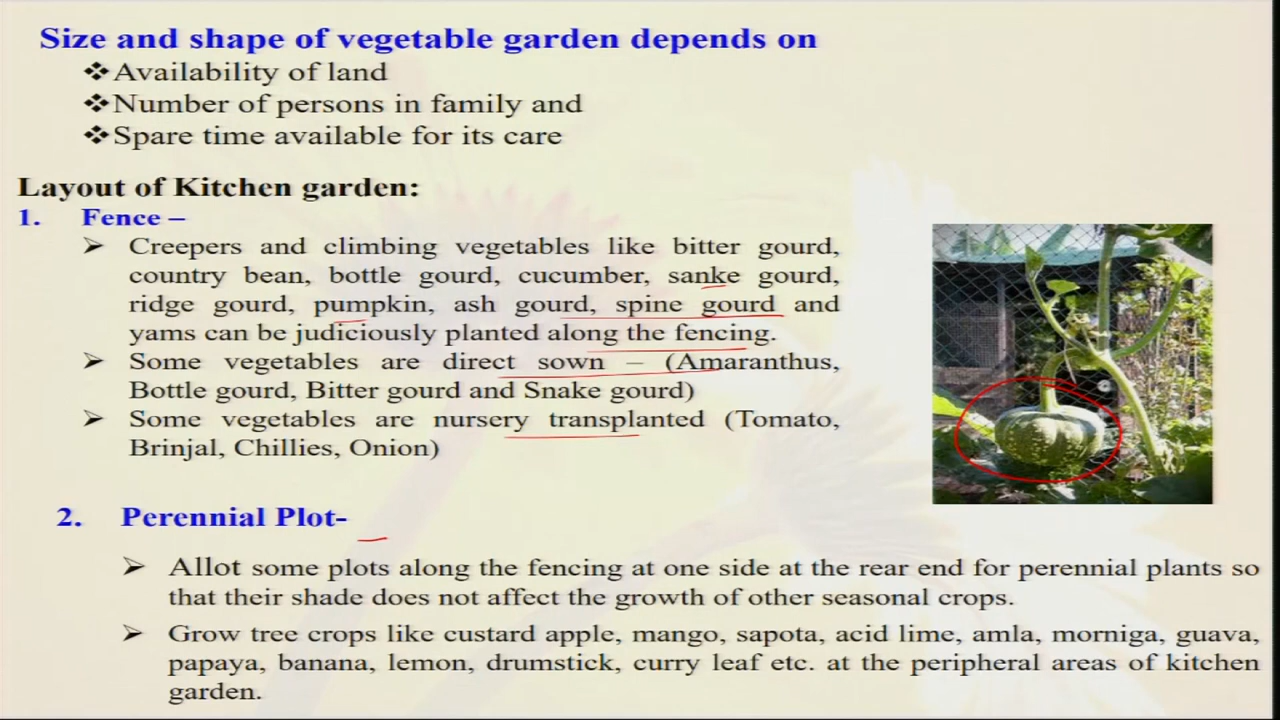 Size and shape of vegetable garden depends on
❖Availability of land
❖Number of persons in family and
❖Spare time available for its care
Layout of Kitchen garden:
1. Fence –
➢ Creepers and climbing vegetables like bitter gourd,
country bean, bottle gourd, cucumber, sanke gourd,
ridge gourd, pumpkin, ash gourd, spine gourd and
yams can be judiciously planted along the fencing.
➢ Some vegetables are direct sown – (Amaranthus,
Bottle gourd, Bitter gourd and Snake gourd)
➢ Some vegetables are nursery transplanted (Tomato,
Brinjal, Chillies, Onion)
2. Perennial Plot-
➢ Allot some plots along the fencing at one side at the rear end for perennial plants so
that their shade does not affect the growth of other seasonal crops.
➢ Grow tree crops like custard apple, mango, sapota, acid lime, amla, morniga, guava,
papaya, banana, lemon, drumstick, curry leaf etc. at the peripheral areas of kitchen
garden.